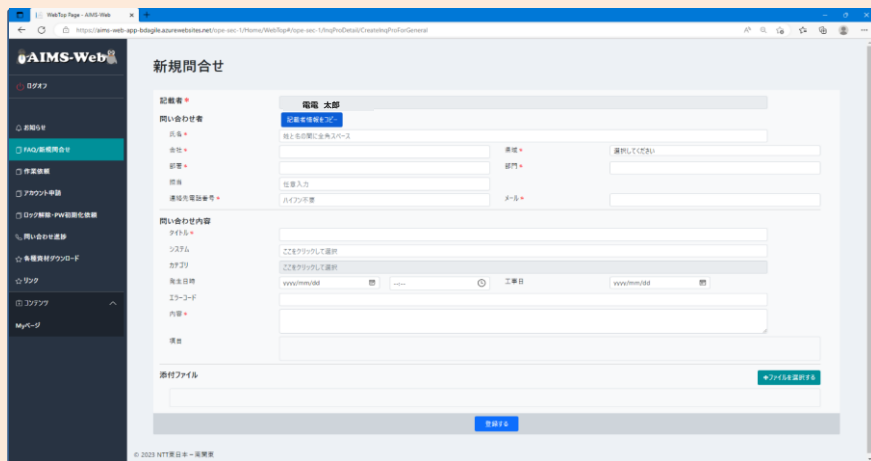 WebTop Page - AIMS-Web
https://aims-web-app-bdagile.azurewebsites.net/ope-sec-1/Home/WebTop#/ope-sec-1/InqProDetail/CreateInqProForGeneral
AIMS-Web
ログオフ
お知らせ
FAQ/新規問合せ
作業依頼
アカウント申請
ロック解除・PW初期化依頼
問い合わせ進捗
各種資材ダウンロード
リンク
コンテンツ
Myページ
新規問合せ
記載者 * 電電 太郎
問い合わせ者 記載者情報をコピー
氏名 * 姓と名の間に全角スペース
会社 * 領域 * 選択してください
部署 * 部門 *
担当 任意入力
連絡先電話番号 * ハイフン不要 メール *
問い合わせ内容
タイトル *
システム ここをクリックして選択
カテゴリ ここをクリックして選択
発生日時 yyyy/mm/dd --:-- 工事日 yyyy/mm/dd
エラーコード
内容 *
項目
添付ファイル +ファイルを選択する
登録する
© 2023 NTT東日本－南関東